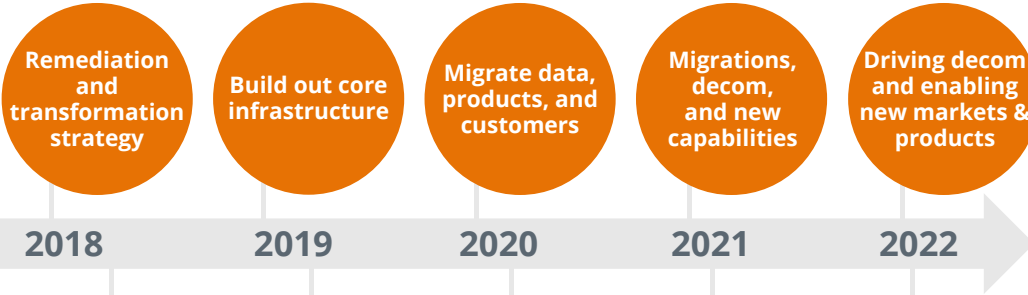 Remediation
and
transformation
strategy
Build out core
infrastructure
Migrate data,
products, and
customers
Migrations,
decom,
and new
capabilities
Driving decom
and enabling
new markets &
products
2018
2019
2020
2021
2022